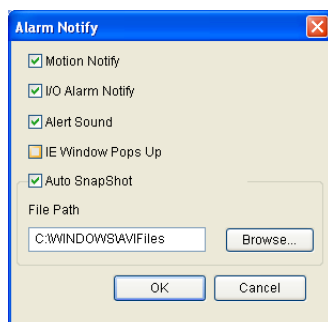 Alarm Notify
Motion Notify
I/O Alarm Notify
Alert Sound
IE Window Pops Up
Auto SnapShot
File Path
C:\WINDOWS\AVIFiles Browse...
OK Cancel